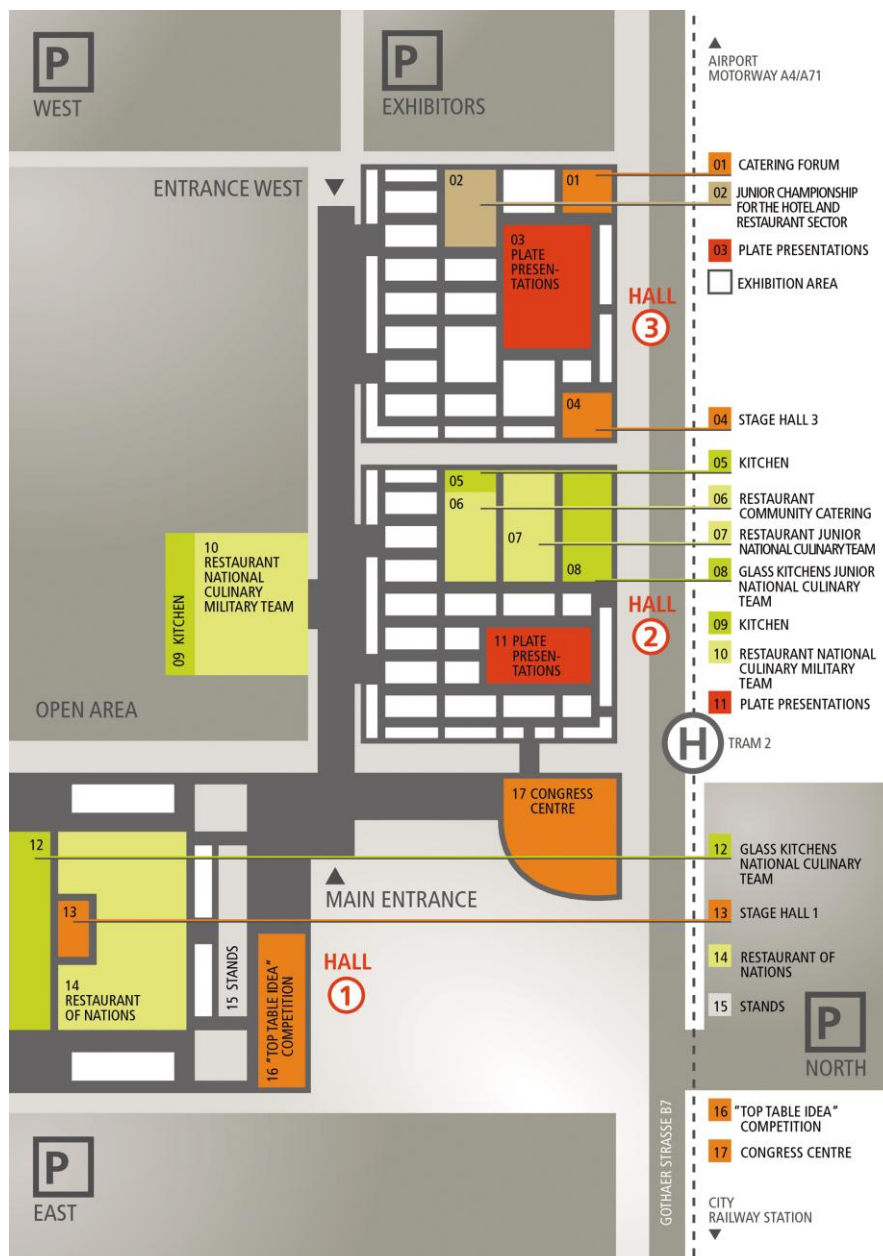 P
WEST
P
EXHIBITORS
AIRPORT
MOTORWAY A4/A71
ENTRANCE WEST
02
01
03
PLATE
PRESEN-
TATIONS
HALL
3
04
01 CATERING FORUM
02 JUNIOR CHAMPIONSHIP
FOR THE HOTEL AND
RESTAURANT SECTOR
03 PLATE PRESENTATIONS
EXHIBITION AREA
04 STAGE HALL 3
05
06
07
08
10
RESTAURANT
NATIONAL
CULINARY
MILITARY TEAM
09 KITCHEN
HALL
2
11 PLATE
PRESEN-
TATIONS
OPEN AREA
05 KITCHEN
06 RESTAURANT
COMMUNITY CATERING
07 RESTAURANT JUNIOR
NATIONAL CULINARY TEAM
08 GLASS KITCHENS JUNIOR
NATIONAL CULINARY
TEAM
09 KITCHEN
10 RESTAURANT NATIONAL
CULINARY MILITARY
TEAM
11 PLATE PRESENTATIONS
H
TRAM 2
17 CONGRESS
CENTRE
12
13
14
RESTAURANT
OF NATIONS
15 STANDS
16 "TOP TABLE IDEA"
COMPETITION
MAIN ENTRANCE
HALL
1
12 GLASS KITCHENS
NATIONAL CULINARY
TEAM
13 STAGE HALL 1
14 RESTAURANT OF
NATIONS
15 STANDS
P
NORTH
16 "TOP TABLE IDEA"
COMPETITION
17 CONGRESS CENTRE
GOTHAER STRASSE B7
P
EAST
CITY
RAILWAY STATION